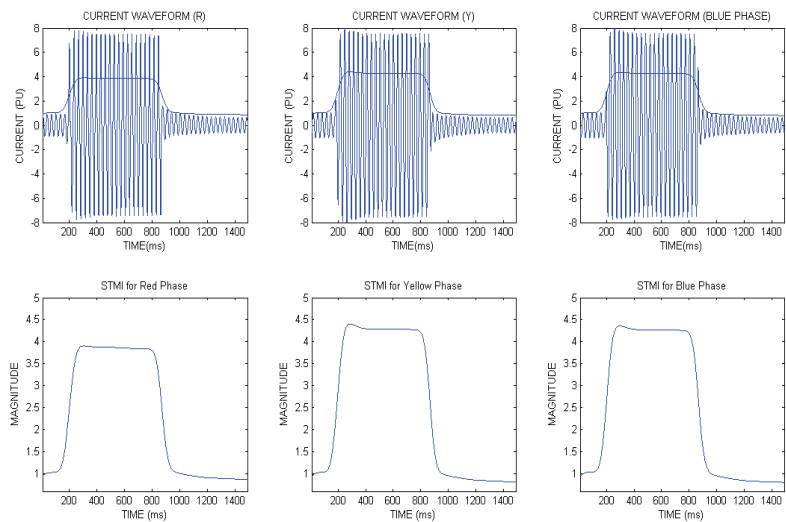 CURRENT WAVEFORM (R)
CURRENT (PU)
8
6
4
2
0
-2
-4
-6
-8
200 400 600 800 1000 1200 1400
TIME(ms)
CURRENT WAVEFORM (Y)
CURRENT (PU)
8
6
4
2
0
-2
-4
-6
-8
200 400 600 800 1000 1200 1400
TIME(ms)
CURRENT WAVEFORM (BLUE PHASE)
CURRENT (PU)
8
6
4
2
0
-2
-4
-6
-8
200 400 600 800 1000 1200 1400
TIME(ms)
STMI for Red Phase
MAGNITUDE
5
4.5
4
3.5
3
2.5
2
1.5
1
200 400 600 800 1000 1200 1400
TIME (ms)
STMI for Yellow Phase
MAGNITUDE
5
4.5
4
3.5
3
2.5
2
1.5
1
200 400 600 800 1000 1200 1400
TIME (ms)
STMI for Blue Phase
MAGNITUDE
5
4.5
4
3.5
3
2.5
2
1.5
1
200 400 600 800 1000 1200 1400
TIME (ms)